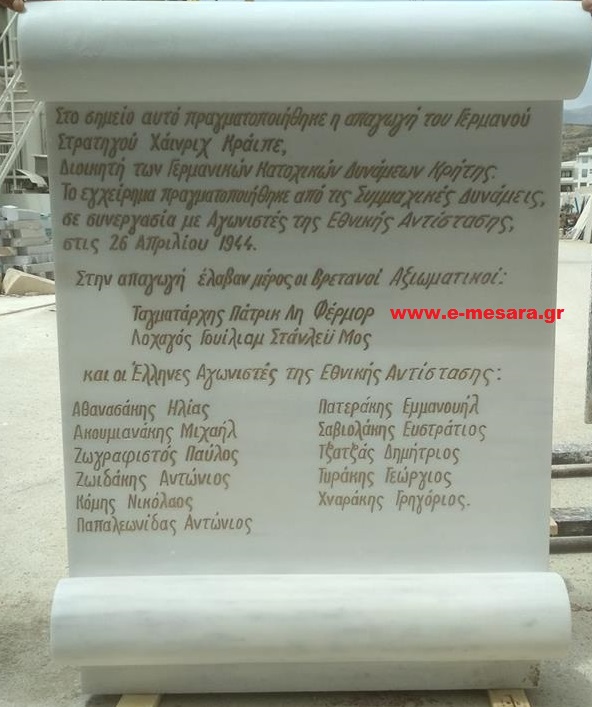 Στο σημείο αυτό πραγματοποιήθηκε η απαγωγή του Γερμανού
Στρατηγού Χάινριχ Κράιπε,
Διοικητή των Γερμανικών Κατοχικών Δυνάμεων Κρήτης.
Το εγχείρημα πραγματοποιήθηκε από τις Συμμαχικές Δυνάμεις,
σε συνεργασία με Αγωνιστές της Εθνικής Αντίστασης,
στις 26 Απριλίου 1944.
Στην απαγωγή έλαβαν μέρος οι Βρετανοί Αξιωματικοί:
Ταγματάρχης Πάτρικ Λη Φέρμορ
www.e-mesara.gr
Λοχαγός Γουίλιαμ Στάνλεϋ Μος
και οι Έλληνες Αγωνιστές της Εθνικής Αντίστασης:
Αθανασάκης Ηλίας
Ακουμιανάκης Μιχαήλ
Ζωγραφιστός Παύλος
Ζωιδάκης Αντώνιος
Κόμης Νικόλαος
Παπαλεωνίδας Αντώνιος
Πατεράκης Εμμανουήλ
Σαβιολάκης Ευστράτιος
Τζατζάς Δημήτριος
Τυράκης Γεώργιος
Χναράκης Γρηγόριος.